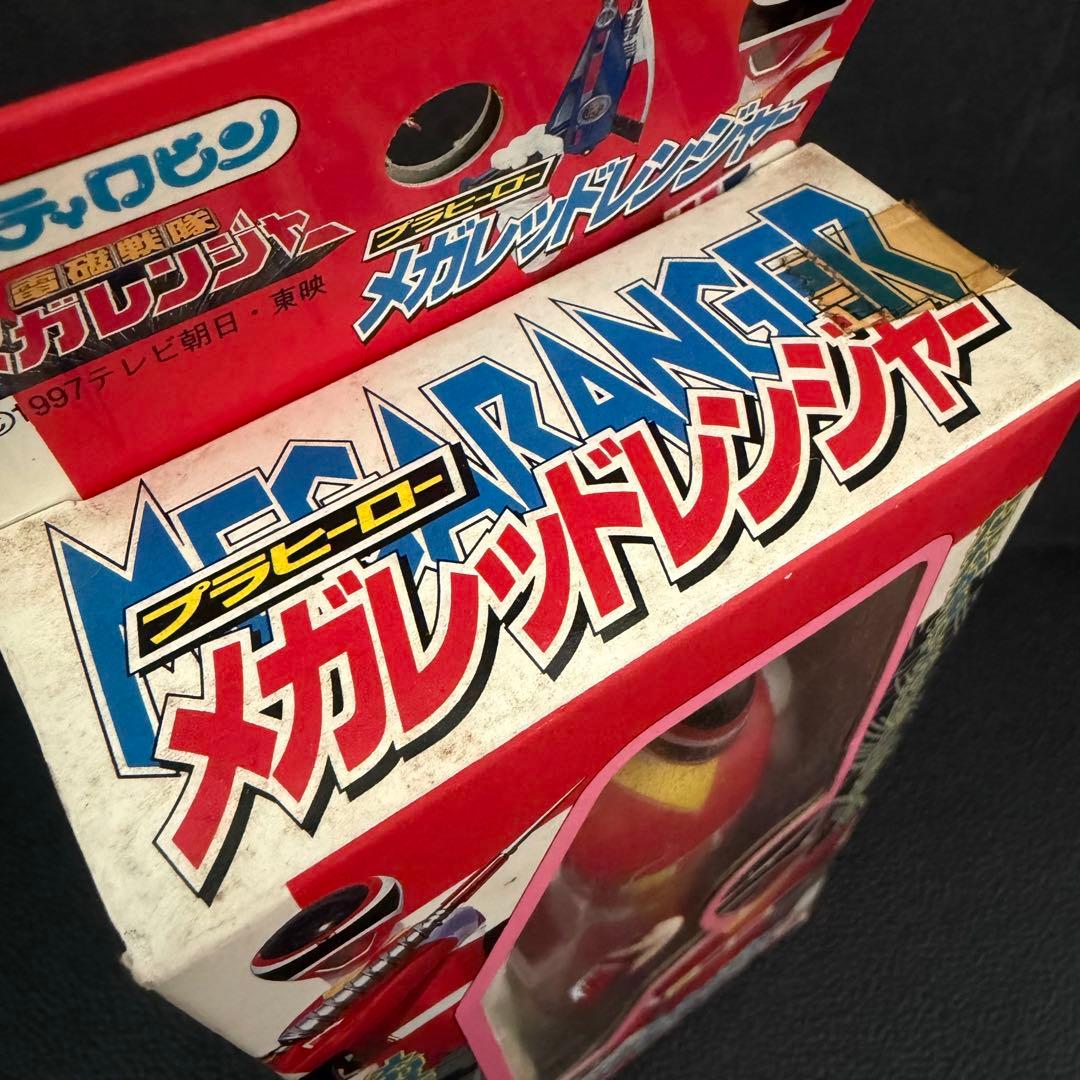 ティロビン
電磁戦隊
メガレンジャー
©1997テレビ朝日・東映
プラヒーロー
メガレッドレンジャー
MEGARANGER
プラヒーロー
メガレッドレンジャー